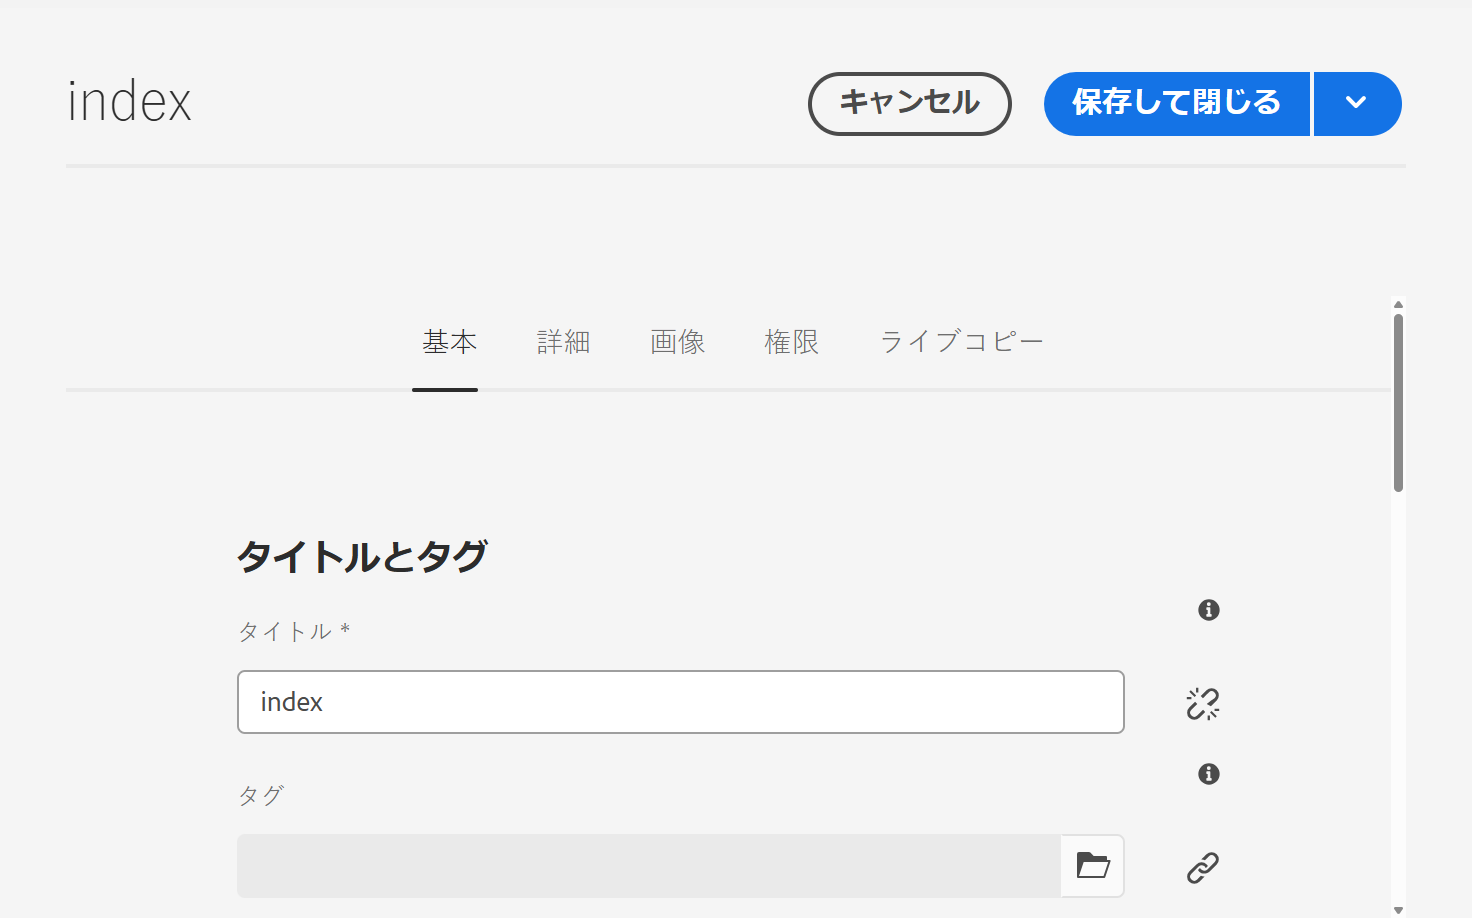 index
キャンセル
保存して閉じる
基本 詳細 画像 権限 ライブコピー
タイトルとタグ
タイトル *
index
タグ